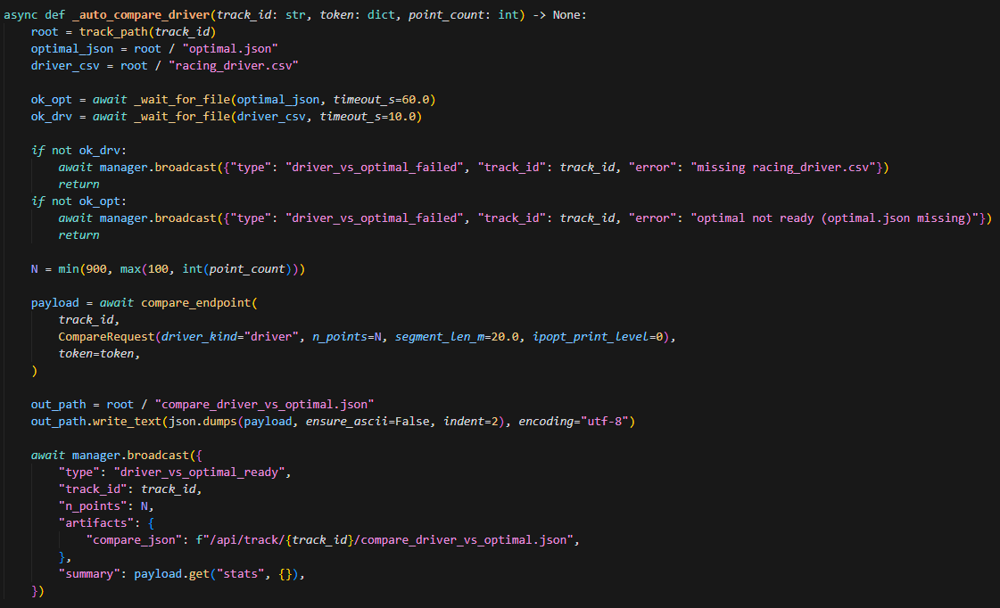 async def _auto_compare_driver(track_id: str, token: dict, point_count: int) -> None:
    root = track_path(track_id)
    optimal_json = root / "optimal.json"
    driver_csv = root / "racing_driver.csv"

    ok_opt = await _wait_for_file(optimal_json, timeout_s=60.0)
    ok_drv = await _wait_for_file(driver_csv, timeout_s=10.0)

    if not ok_drv:
        await manager.broadcast({"type": "driver_vs_optimal_failed", "track_id": track_id, "error": "missing racing_driver.csv"})
        return
    if not ok_opt:
        await manager.broadcast({"type": "driver_vs_optimal_failed", "track_id": track_id, "error": "optimal not ready (optimal.json missing)"})
        return

    N = min(900, max(100, int(point_count)))

    payload = await compare_endpoint(
        track_id,
        CompareRequest(driver_kind="driver", n_points=N, segment_len_m=20.0, ipopt_print_level=0),
        token=token,
    )

    out_path = root / "compare_driver_vs_optimal.json"
    out_path.write_text(json.dumps(payload, ensure_ascii=False, indent=2), encoding="utf-8")

    await manager.broadcast({
        "type": "driver_vs_optimal_ready",
        "track_id": track_id,
        "n_points": N,
        "artifacts": {
            "compare_json": f"/api/track/{track_id}/compare_driver_vs_optimal.json",
        },
        "summary": payload.get("stats", {}),
    })